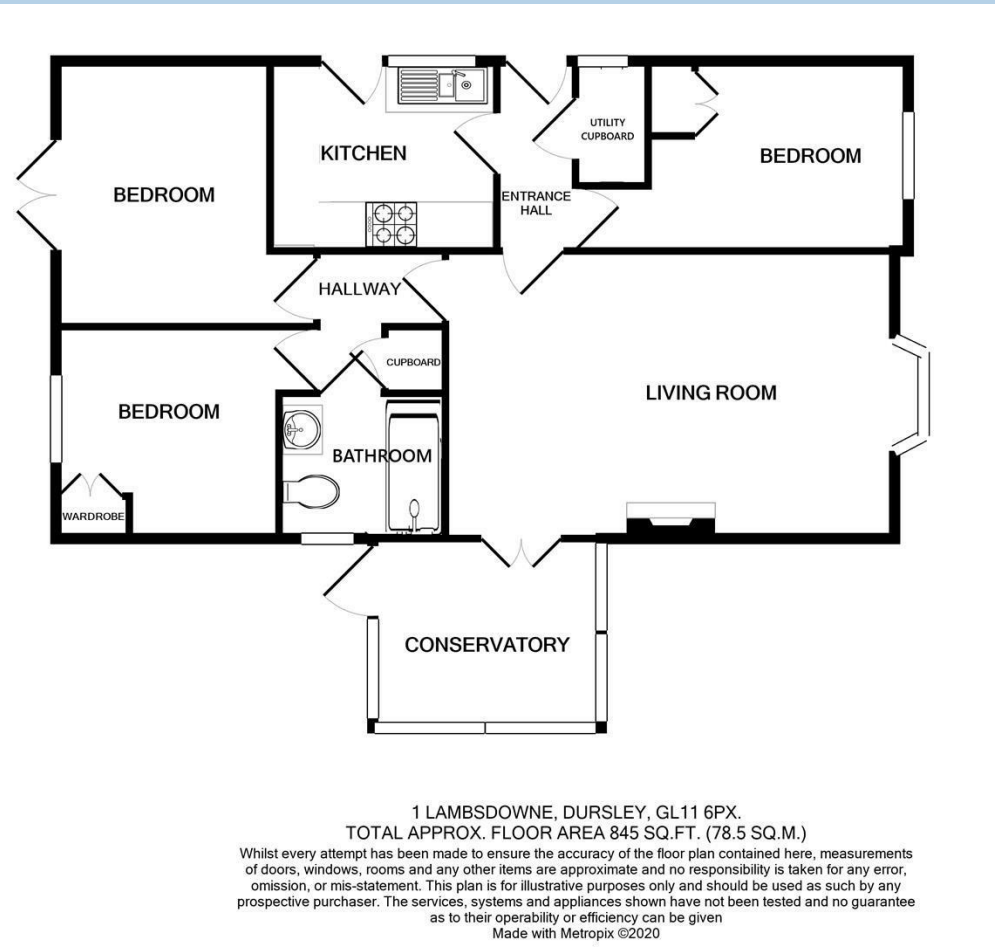 UTILITY
CUPBOARD
KITCHEN
BEDROOM
BEDROOM
ENTRANCE
HALL
HALLWAY
CUPBOARD
LIVING ROOM
BEDROOM
BATHROOM
WARDROBE
CONSERVATORY
1 LAMBSDOWNE, DURSLEY, GL11 6PX.
TOTAL APPROX. FLOOR AREA 845 SQ.FT. (78.5 SQ.M.)
Whilst every attempt has been made to ensure the accuracy of the floor plan contained here, measurements
of doors, windows, rooms and any other items are approximate and no responsibility is taken for any error,
omission, or mis-statement. This plan is for illustrative purposes only and should be used as such by any
prospective purchaser. The services, systems and appliances shown have not been tested and no guarantee
as to their operability or efficiency can be given
Made with Metropix ©2020